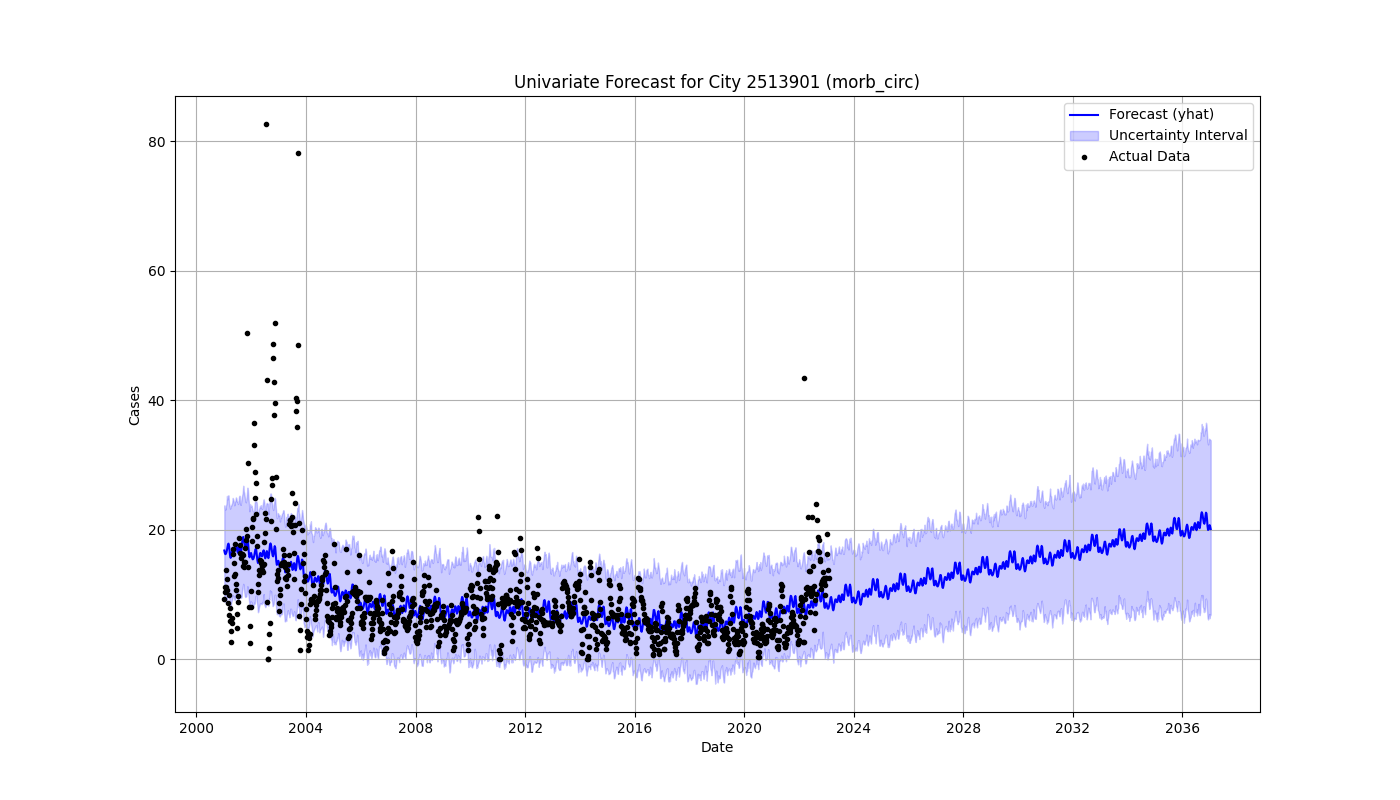 Univariate Forecast for City 2513901 (morb_circ)
Forecast (yhat)
Uncertainty Interval
Actual Data
80
60
40
20
0
Cases
2000 2004 2008 2012 2016 2020 2024 2028 2032 2036
Date